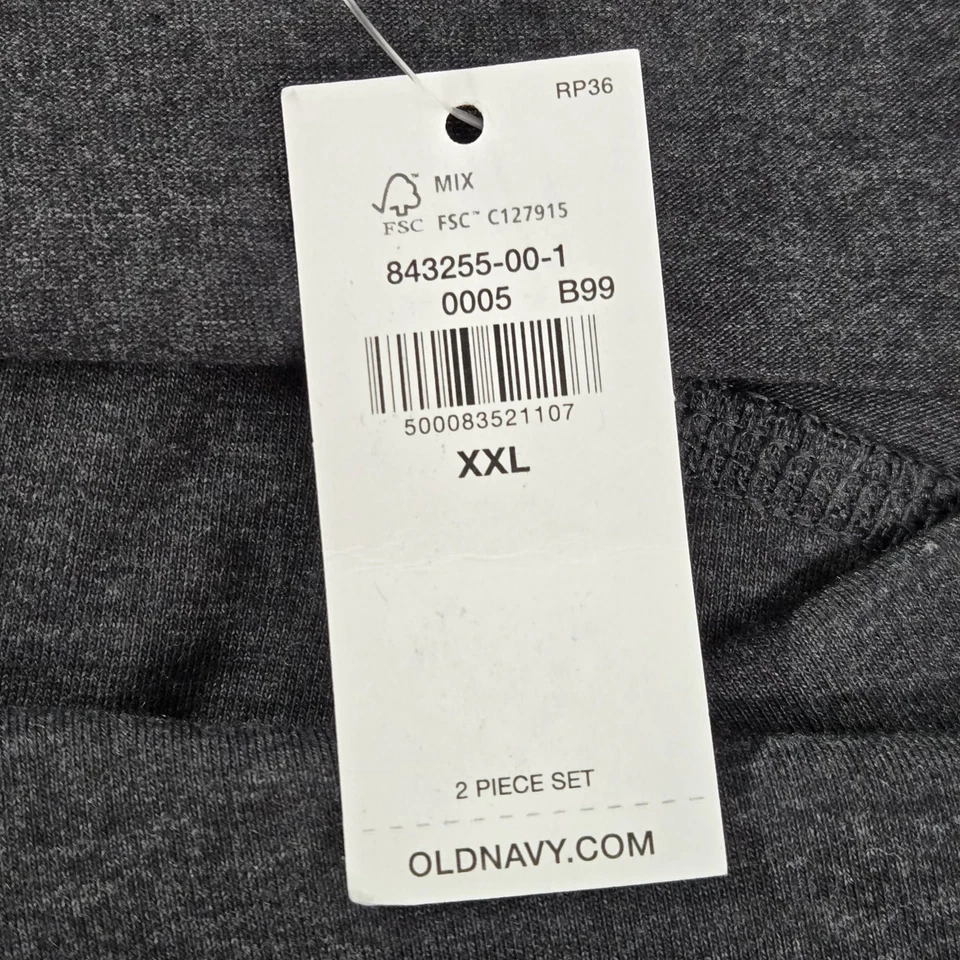 RP36
MIX
FSC FSC™ C127915
843255-00-1
0005 B99
500083521107
XXL
2 PIECE SET
OLDNAVY.COM